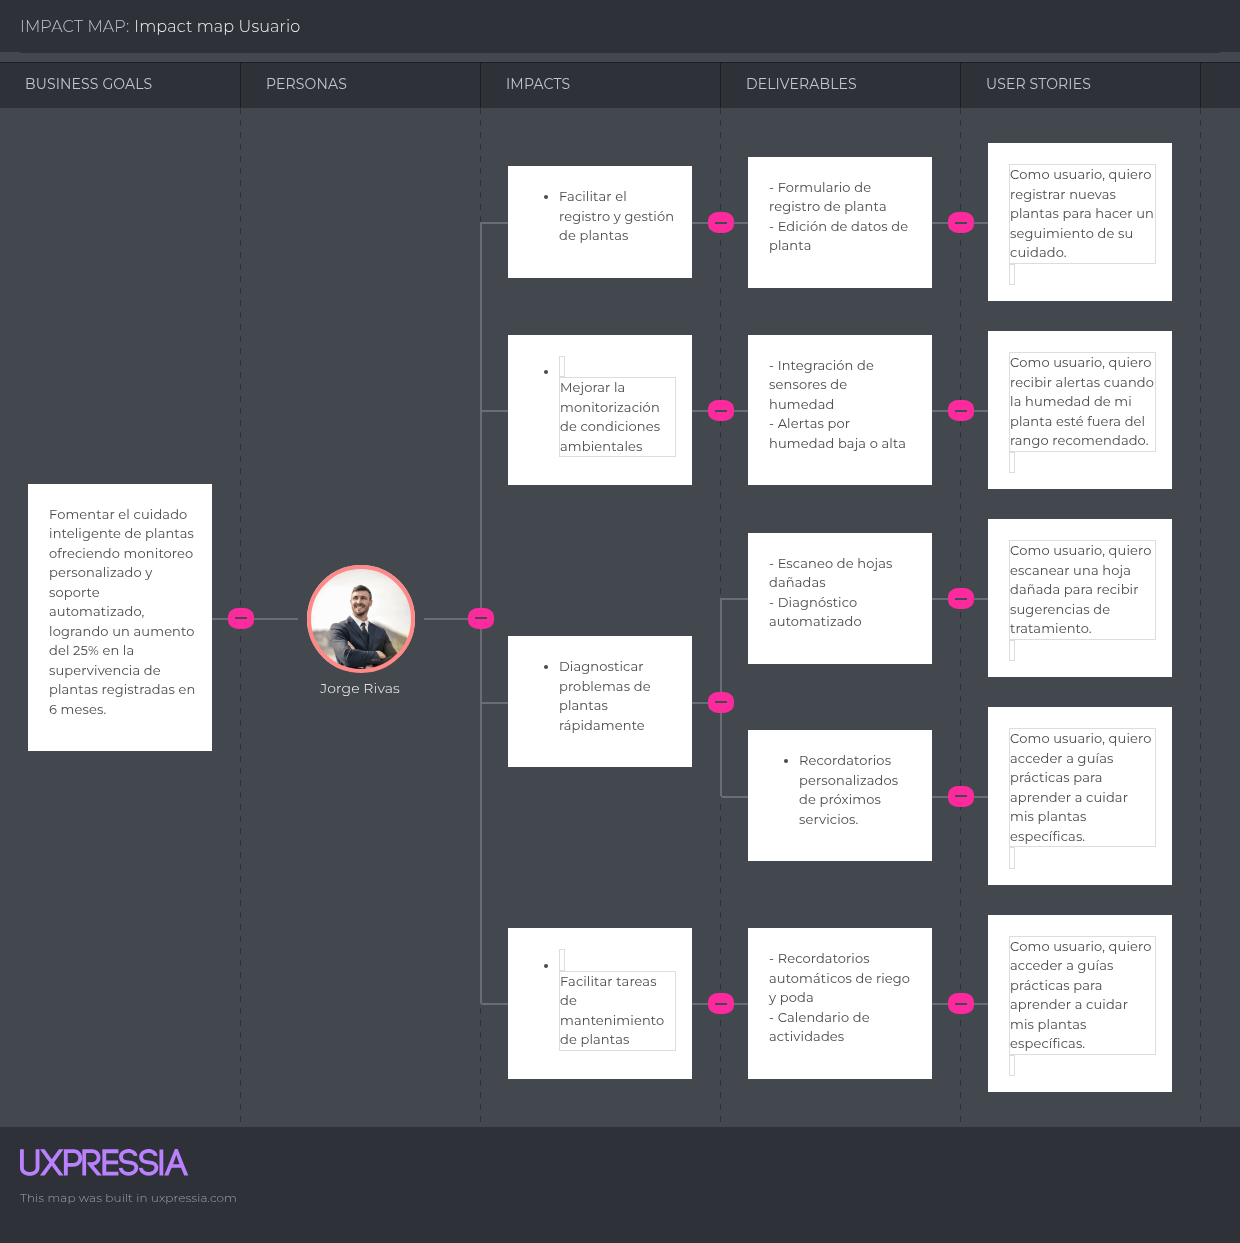 IMPACT MAP: Impact map Usuario
BUSINESS GOALS
PERSONAS
IMPACTS
DELIVERABLES
USER STORIES
Fomentar el cuidado
inteligente de plantas
ofreciendo monitoreo
personalizado y
soporte
automatizado,
logrando un aumento
del 25% en la
supervivencia de
plantas registradas en
6 meses.
Jorge Rivas
• Facilitar el
registro y gestión
de plantas
- Formulario de
registro de planta
- Edición de datos de
planta
Como usuario, quiero
registrar nuevas
plantas para hacer un
seguimiento de su
cuidado.
• Mejorar la
monitorización
de condiciones
ambientales
- Integración de
sensores de
humedad
- Alertas por
humedad baja o alta
Como usuario, quiero
recibir alertas cuando
la humedad de mi
planta esté fuera del
rango recomendado.
• Diagnosticar
problemas de
plantas
rápidamente
- Escaneo de hojas
dañadas
- Diagnóstico
automatizado
Como usuario, quiero
escanear una hoja
dañada para recibir
sugerencias de
tratamiento.
• Recordatorios
personalizados
de próximos
servicios.
Como usuario, quiero
acceder a guías
prácticas para
aprender a cuidar
mis plantas
específicas.
• Facilitar tareas
de
mantenimiento
de plantas
- Recordatorios
automáticos de riego
y poda
- Calendario de
actividades
Como usuario, quiero
acceder a guías
prácticas para
aprender a cuidar
mis plantas
específicas.
UXPRESSIA
This map was built in uxpressia.com